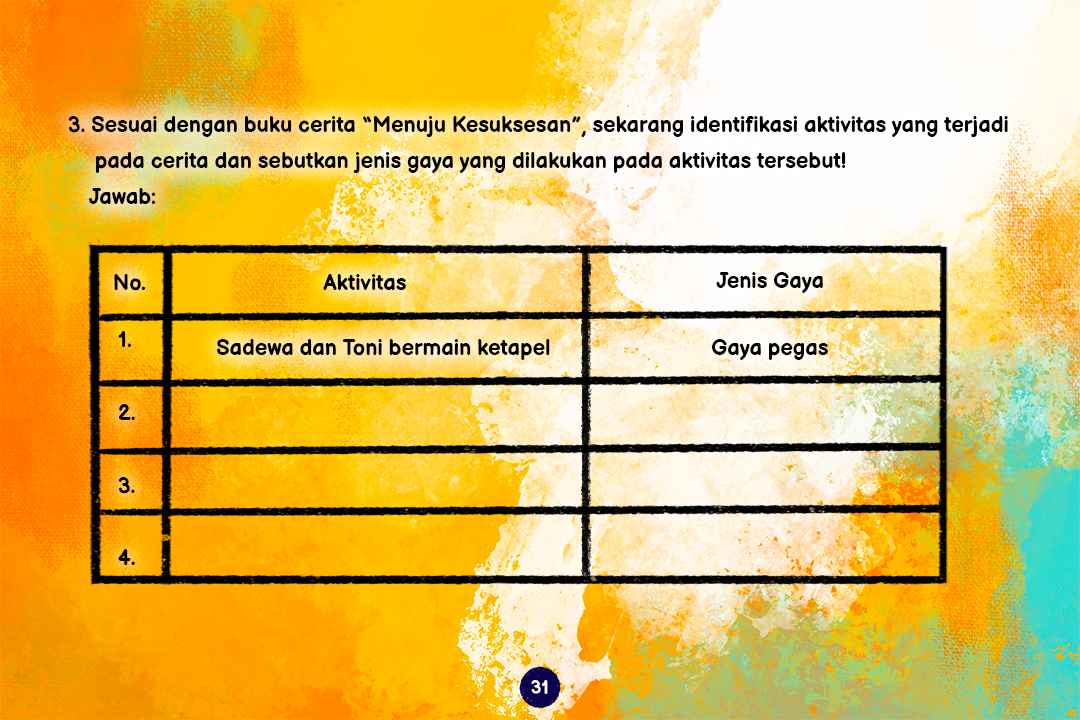 3. Sesuai dengan buku cerita “Menuju Kesuksesan”, sekarang identifikasi aktivitas yang terjadi
pada cerita dan sebutkan jenis gaya yang dilakukan pada aktivitas tersebut!
Jawab:
No. Aktivitas Jenis Gaya
1. Sadewa dan Toni bermain ketapel Gaya pegas
2.
3.
4.
31